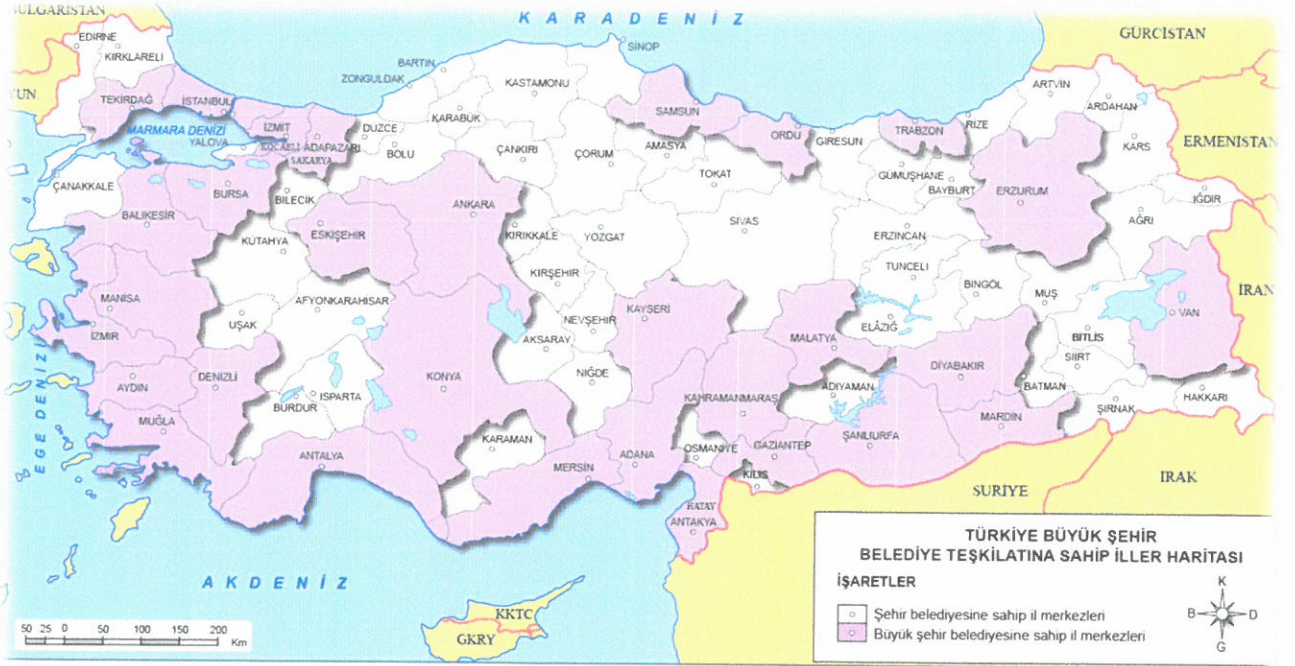 KARADENİZ
BULGARİSTAN
GÜRCİSTAN
EDİRNE
KIRKLARELİ
SİNOP
BARTIN
ZONGULDAK
KASTAMONU
ARTVİN
ARDAHAN
YUN.
TEKİRDAĞ
İSTANBUL
KARABÜK
SAMSUN
ORDU
TRABZON
RİZE
ERMENİSTAN
MARMARA DENİZİ
YALOVA
İZMİT
KOCAELİ
ADAPAZARI
SAKARYA
DÜZCE
BOLU
ÇANKIRI
ÇORUM
AMASYA
GİRESUN
KARS
TOKAT
GÜMÜŞHANE
BAYBURT
ERZURUM
IĞDIR
ÇANAKKALE
BURSA
BİLECİK
ANKARA
AĞRI
BALIKESİR
ESKİŞEHİR
KIRIKKALE
YOZGAT
SİVAS
ERZİNCAN
KÜTAHYA
KIRŞEHİR
TUNCELİ
BİNGÖL
MUŞ
İRAN
MANİSA
AFYONKARAHİSAR
UŞAK
NEVŞEHİR
KAYSERİ
ELÂZIĞ
VAN
İZMİR
AKSARAY
MALATYA
BİTLİS
SİİRT
EGE DENİZİ
AYDIN
DENİZLİ
KONYA
NİĞDE
DİYABAKIR
BATMAN
ADIYAMAN
HAKKARİ
BURDUR
ISPARTA
KAHRAMANMARAŞ
ŞIRNAK
MUĞLA
KARAMAN
OSMANİYE
GAZİANTEP
ŞANLIURFA
MARDİN
ANTALYA
MERSİN
ADANA
KİLİS
SURİYE
IRAK
HATAY
ANTAKYA
AKDENİZ
KKTC
GKRY
50 25 0 50 100 150 200
Km
TÜRKİYE BÜYÜK ŞEHİR
BELEDİYE TEŞKİLATINA SAHİP İLLER HARİTASI
İŞARETLER
Şehir belediyesine sahip il merkezleri
Büyük şehir belediyesine sahip il merkezleri
K
B
D
G